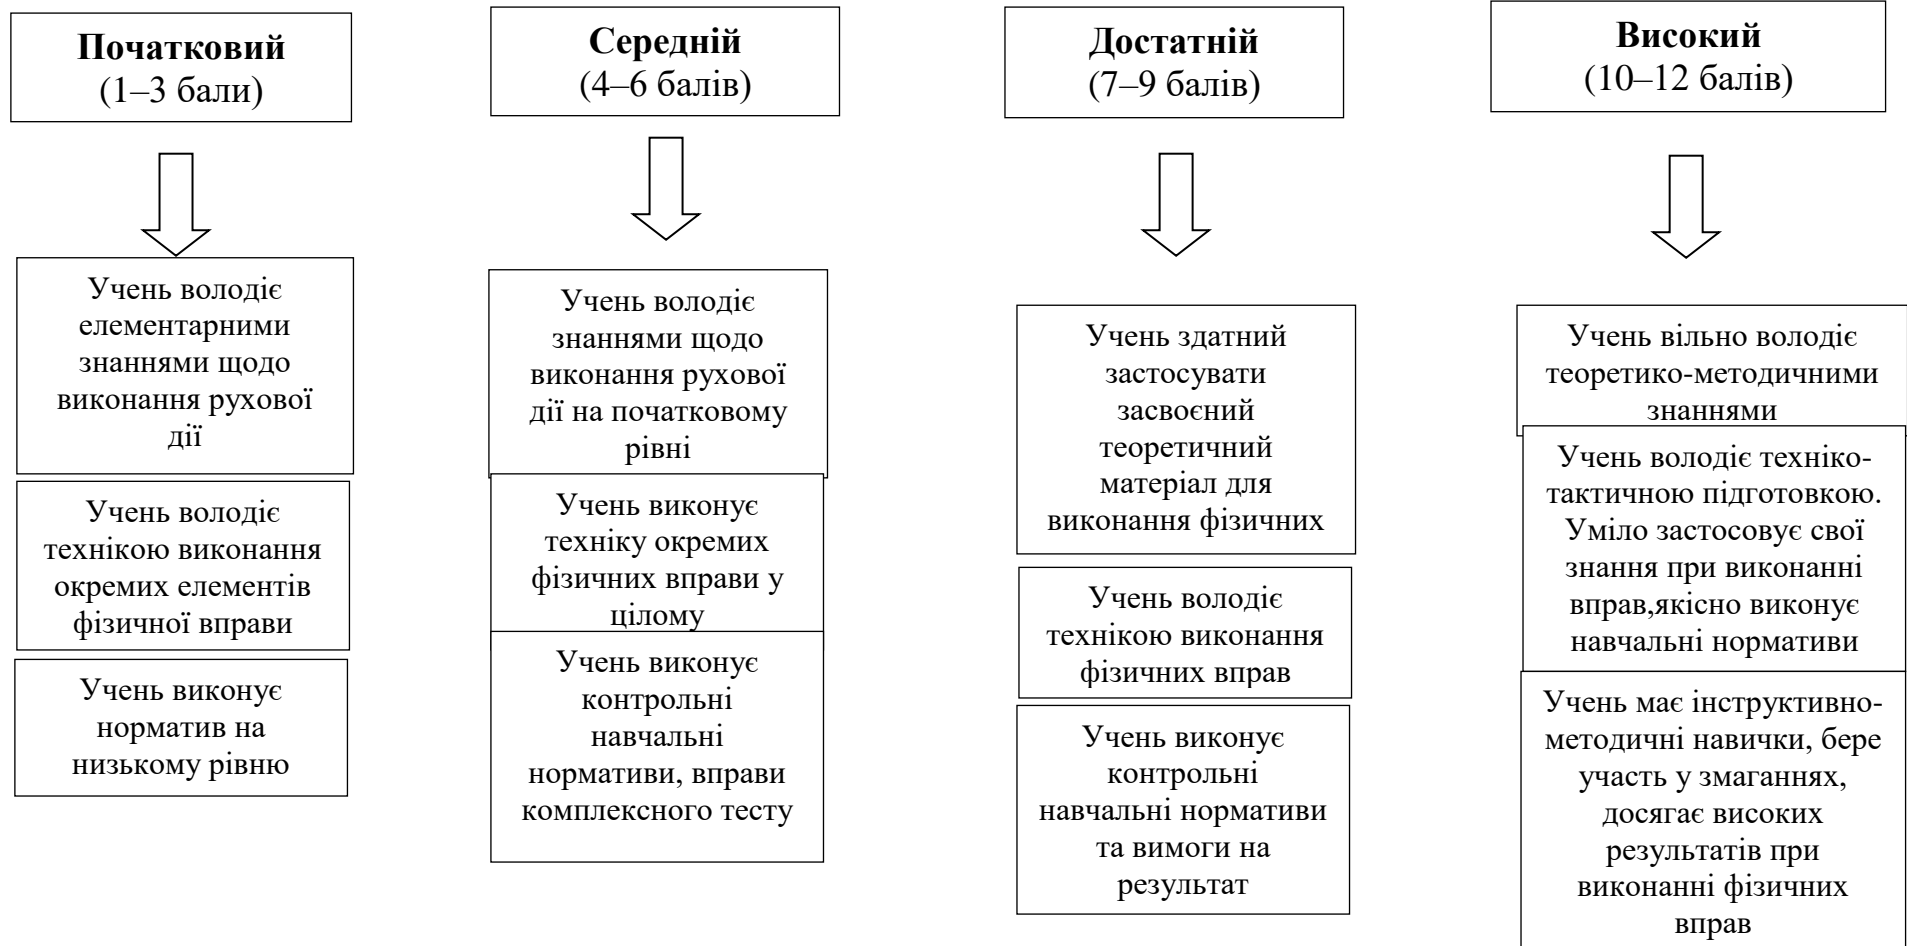 Початковий
(1–3 бали)
Середній
(4–6 балів)
Достатній
(7–9 балів)
Високий
(10–12 балів)
Учень володіє
елементарними
знаннями щодо
виконання рухової
дії
Учень володіє
технікою виконання
окремих елементів
фізичної вправи
Учень виконує
норматив на
низькому рівню
Учень володіє
знаннями щодо
виконання рухової
дії на початковому
рівні
Учень виконує
техніку окремих
фізичних вправи у
цілому
Учень виконує
контрольні
навчальні
нормативи, вправи
комплексного тесту
Учень здатний
застосувати
засвоєний
теоретичний
матеріал для
виконання фізичних
Учень володіє
технікою виконання
фізичних вправ
Учень виконує
контрольні
навчальні нормативи
та вимоги на
результат
Учень вільно володіє
теоретико-методичними
знаннями
Учень володіє техніко-
тактичною підготовкою.
Уміло застосовує свої
знання при виконанні
вправ,якісно виконує
навчальні нормативи
Учень має інструктивно-
методичні навички, бере
участь у змаганнях,
досягає високих
результатів при
виконанні фізичних
вправ